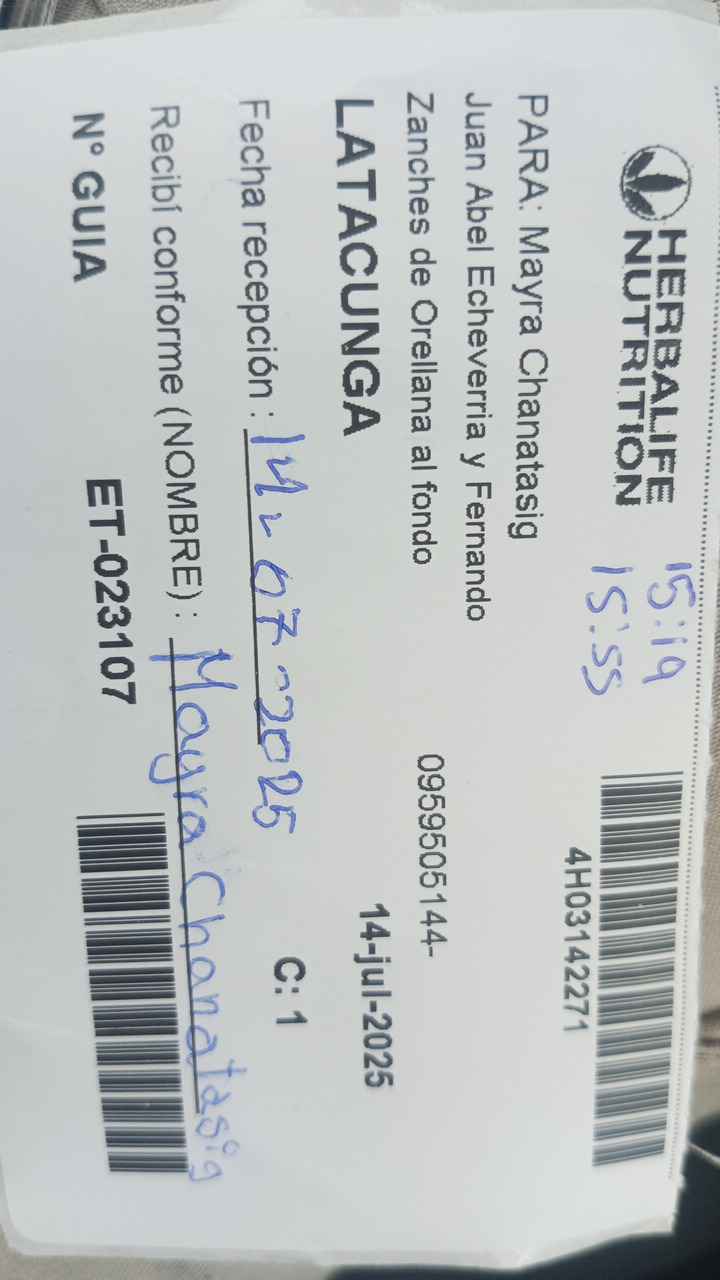 HERBALIFE
NUTRITION
15:19
15:55
4H03142271
PARA: Mayra Chanatasig
Juan Abel Echeverria y Fernando
Zanches de Orellana al fondo
0959505144-
LATACUNGA
14-jul-2025
Fecha recepción : 14-07-2025
C: 1
Recibí conforme (NOMBRE) : Mayra Chanatasig
N° GUIA
ET-023107